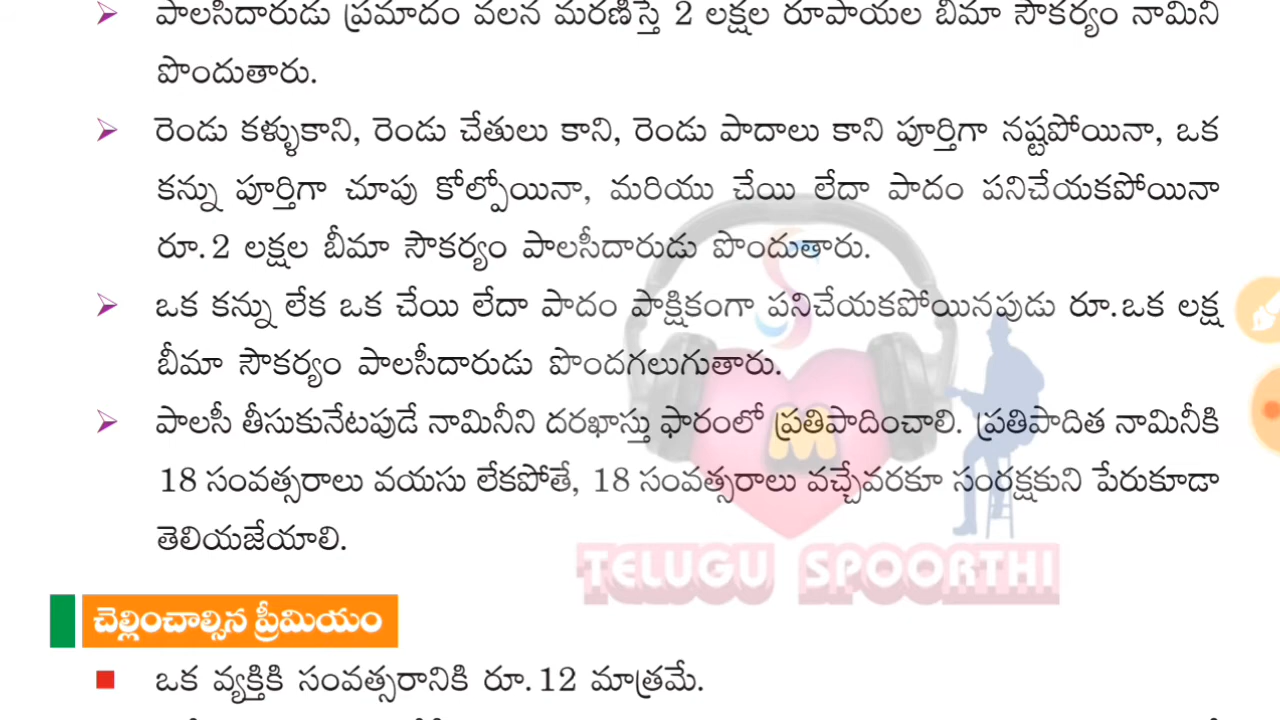 పాలసీదారుడు ప్రమాదం వలన మరణిస్తే 2 లక్షల రూపాయల బీమా సౌకర్యం నామినీ
పొందుతారు.
రెండు కళ్ళుకాని, రెండు చేతులు కాని, రెండు పాదాలు కాని పూర్తిగా నష్టపోయినా, ఒక
కన్ను పూర్తిగా చూపు కోల్పోయినా, మరియు చేయి లేదా పాదం పనిచేయకపోయినా
రూ.2 లక్షల బీమా సౌకర్యం పాలసీదారుడు పొందుతారు.
ఒక కన్ను లేక ఒక చేయి లేదా పాదం పాక్షికంగా పనిచేయకపోయినపుడు రూ.ఒక లక్ష
బీమా సౌకర్యం పాలసీదారుడు పొందగలుగుతారు.
పాలసీ తీసుకునేటపుడే నామినీని దరఖాస్తు ఫారంలో ప్రతిపాదించాలి. ప్రతిపాదిత నామినీకి
18 సంవత్సరాలు వయసు లేకపోతే, 18 సంవత్సరాలు వచ్చేవరకూ సంరక్షకుని పేరుకూడా
తెలియజేయాలి.
M
TELUGU SPOORTHI
చెల్లించాల్సిన ప్రీమియం
ఒక వ్యక్తికి సంవత్సరానికి రూ.12 మాత్రమే.